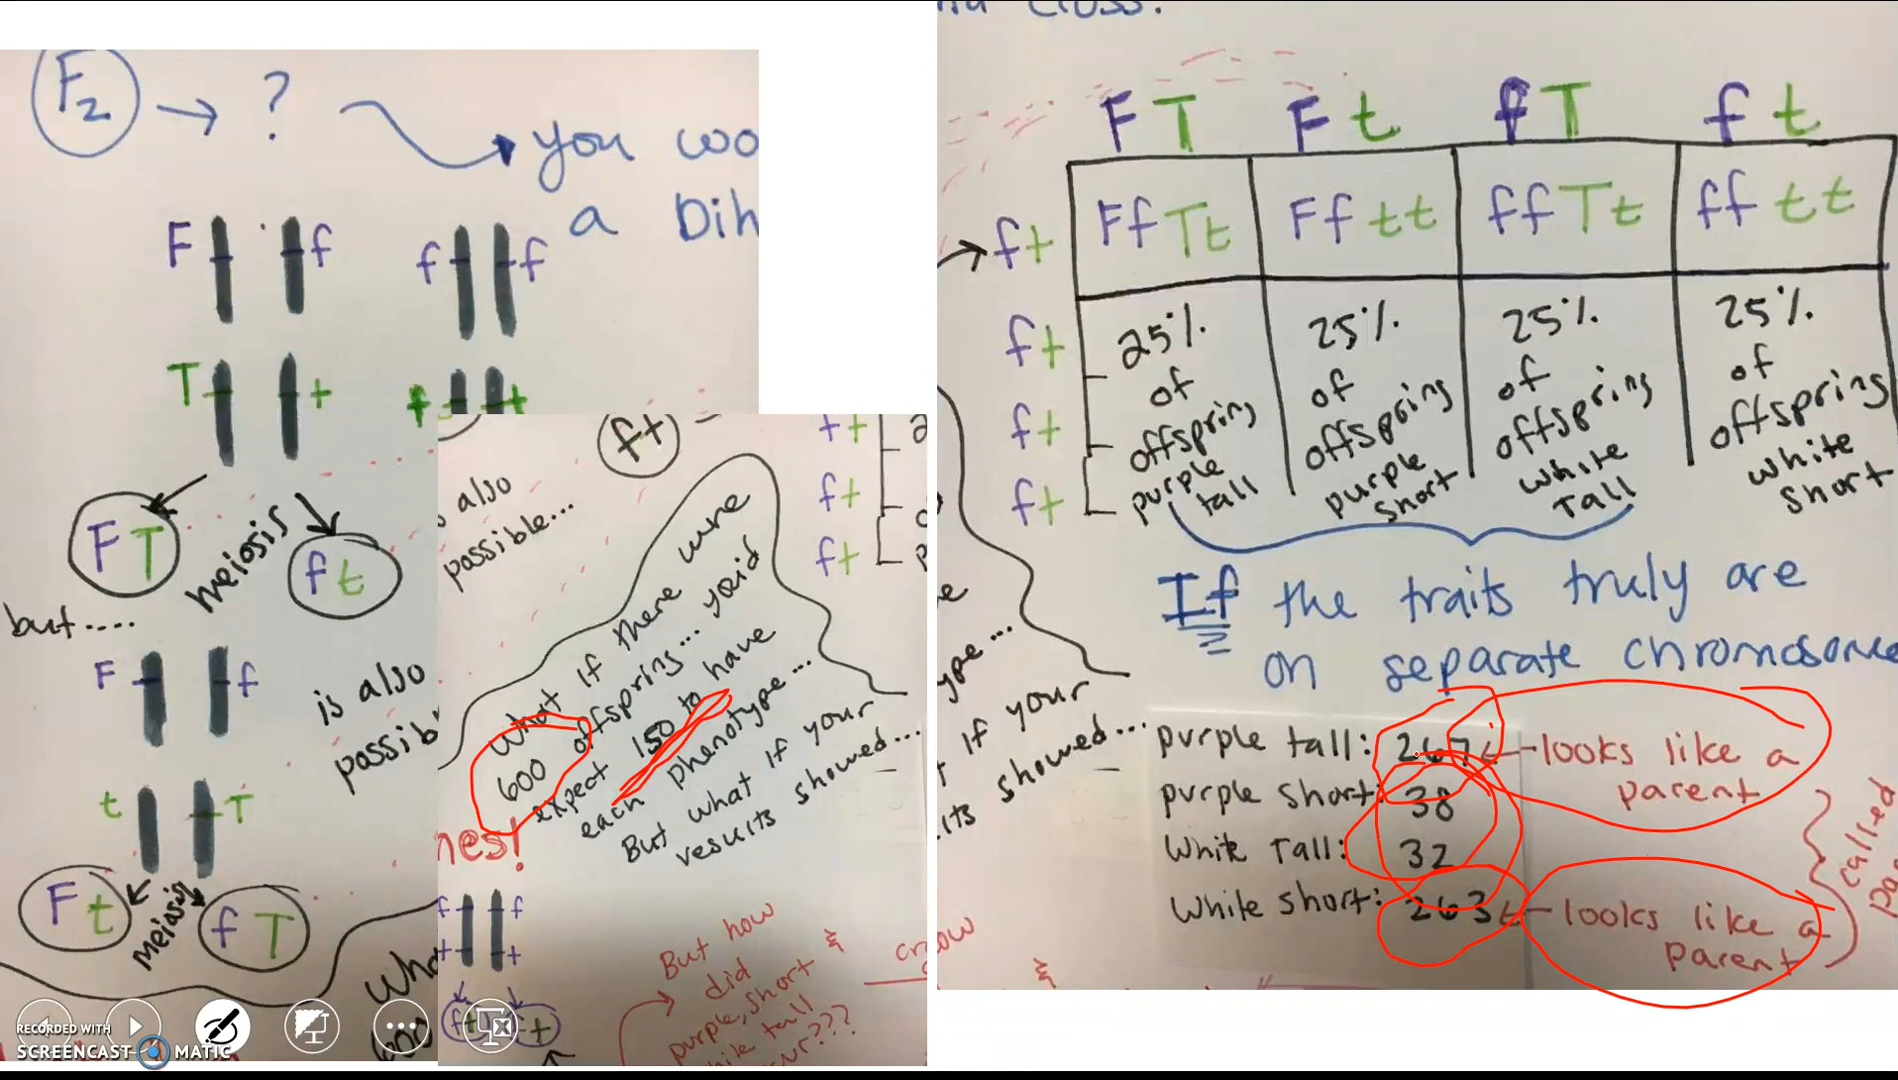 F2 → ?
you
a
F f f f
T t t t
FT meiosis ft
but....
F f
is also
possible
t T
Ft meiosis fT
ft
s also
possible...
What if there were
600 offspring... you'd
expect 150 to have
each phenotype...
But what if your
results showed...
nes!
f f
t t
ft
But how
did
purple, short &
tall
???
Cross:
FT Ft fT ft
ft FfTt Fftt ffTt fftt
ft
ft
ft
25% of offspring purple tall
25% of offspring purple short
25% of offspring white Tall
25% of offspring white short
If the traits truly are
on separate chromosome
if your
showed...
purple tall: 267 ← looks like a
parent
purple short: 38
White Tall: 32
White short: 263 ← looks like a
parent
called
&
RECORDED WITH
SCREENCAST MATIC